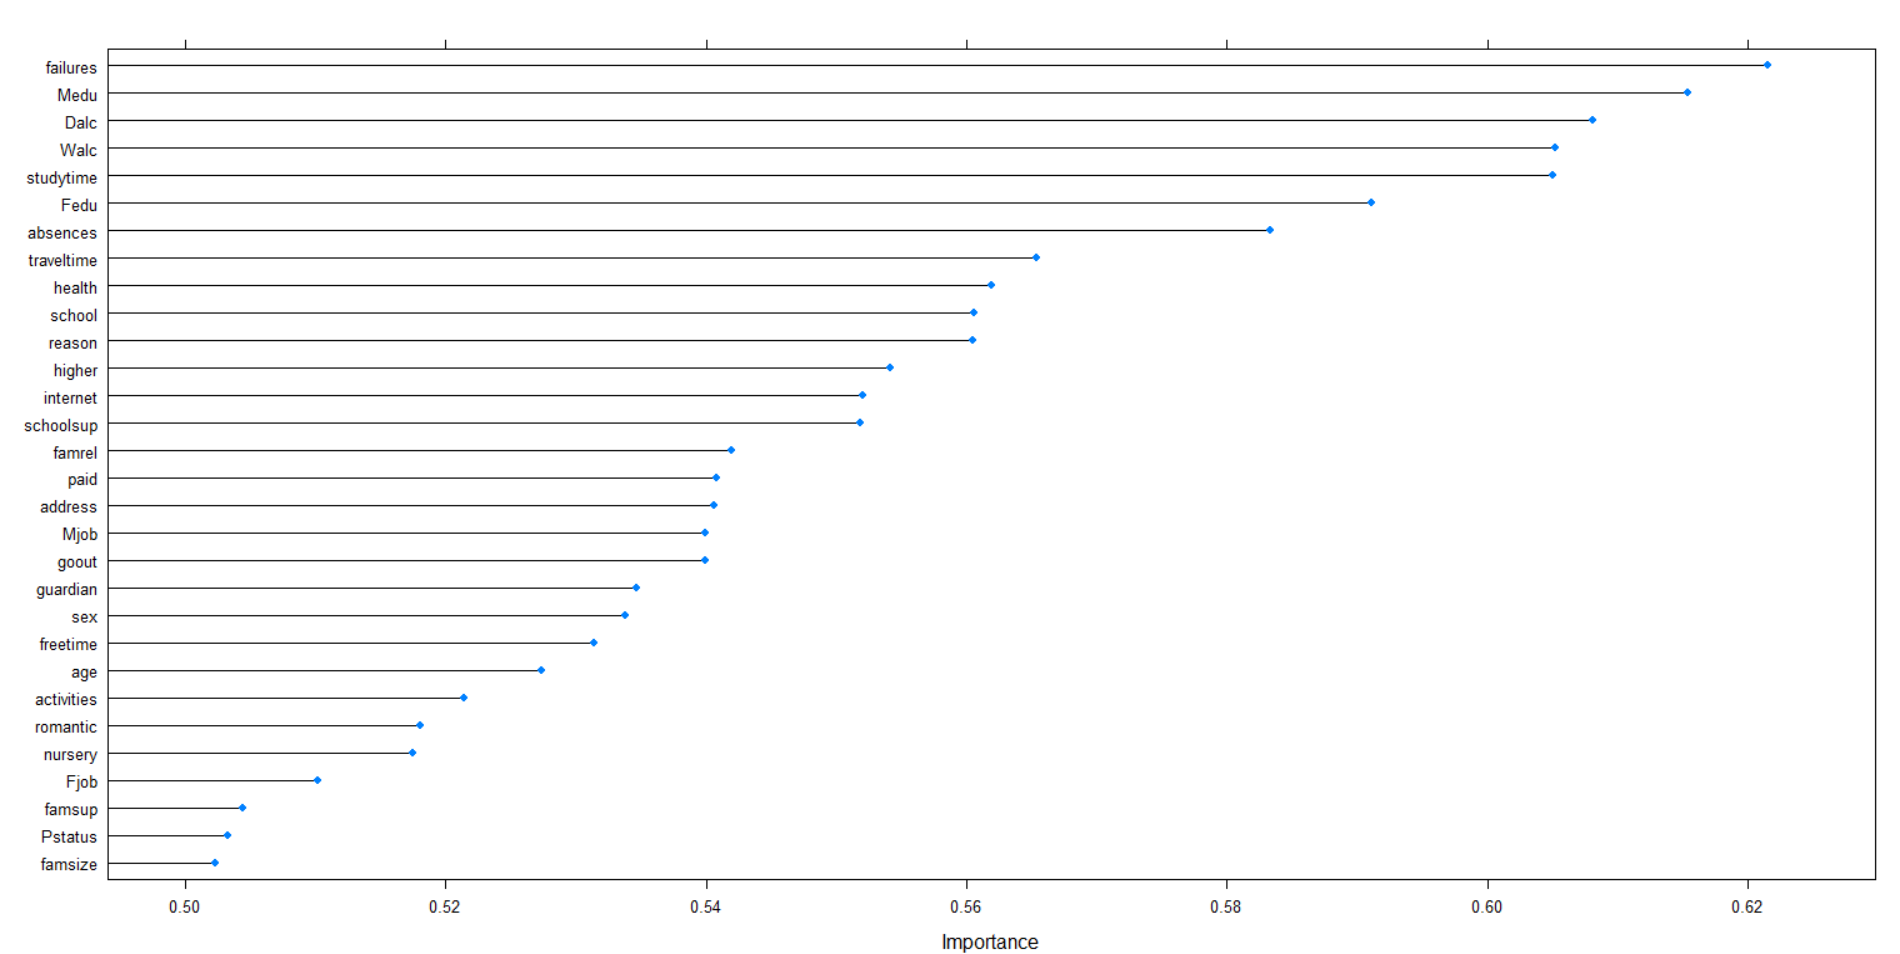 failures
Medu
Dalc
Walc
studytime
Fedu
absences
traveltime
health
school
reason
higher
internet
schoolsup
famrel
paid
address
Mjob
goout
guardian
sex
freetime
age
activities
romantic
nursery
Fjob
famsup
Pstatus
famsize
0.50 0.52 0.54 0.56 0.58 0.60 0.62
Importance